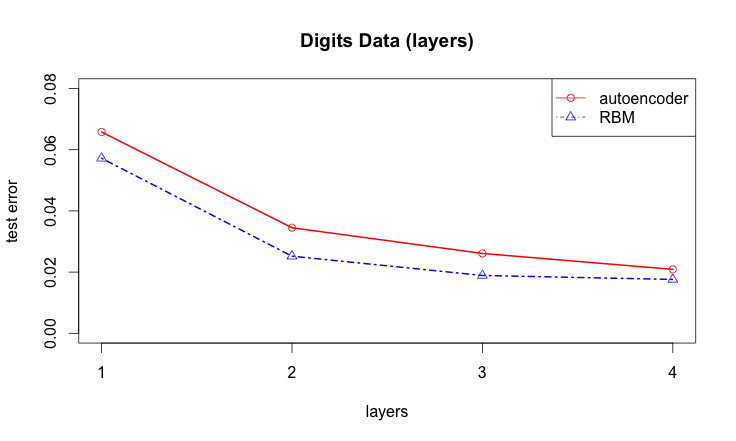 Digits Data (layers)
autoencoder
RBM
test error
0.08
0.06
0.04
0.02
0.00
1 2 3 4
layers